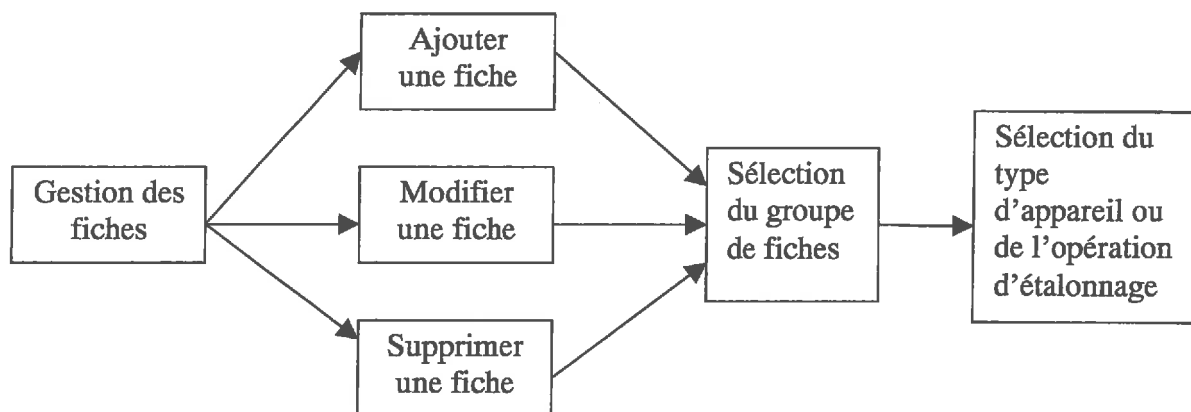 Gestion des
fiches
Ajouter
une fiche
Modifier
une fiche
Supprimer
une fiche
Sélection
du groupe
de fiches
Sélection du
type
d'appareil ou
de l'opération
d'étalonnage